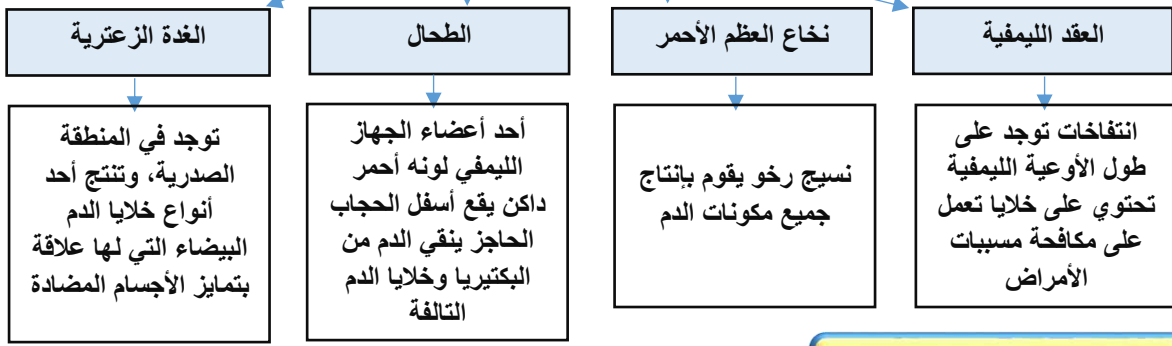 العقد الليمفية
انتفاخات توجد على
طول الأوعية الليمفية
تحتوي على خلايا تعمل
على مكافحة مسببات
الأمراض
نخاع العظم الأحمر
نسيج رخو يقوم بإنتاج
جميع مكونات الدم
الطحال
أحد أعضاء الجهاز
الليمفي لونه أحمر
داكن يقع أسفل الحجاب
الحاجز ينقي الدم من
البكتيريا وخلايا الدم
التالفة
الغدة الزعترية
توجد في المنطقة
الصدرية، وتنتج أحد
أنواع خلايا الدم
البيضاء التي لها علاقة
بتمايز الأجسام المضادة